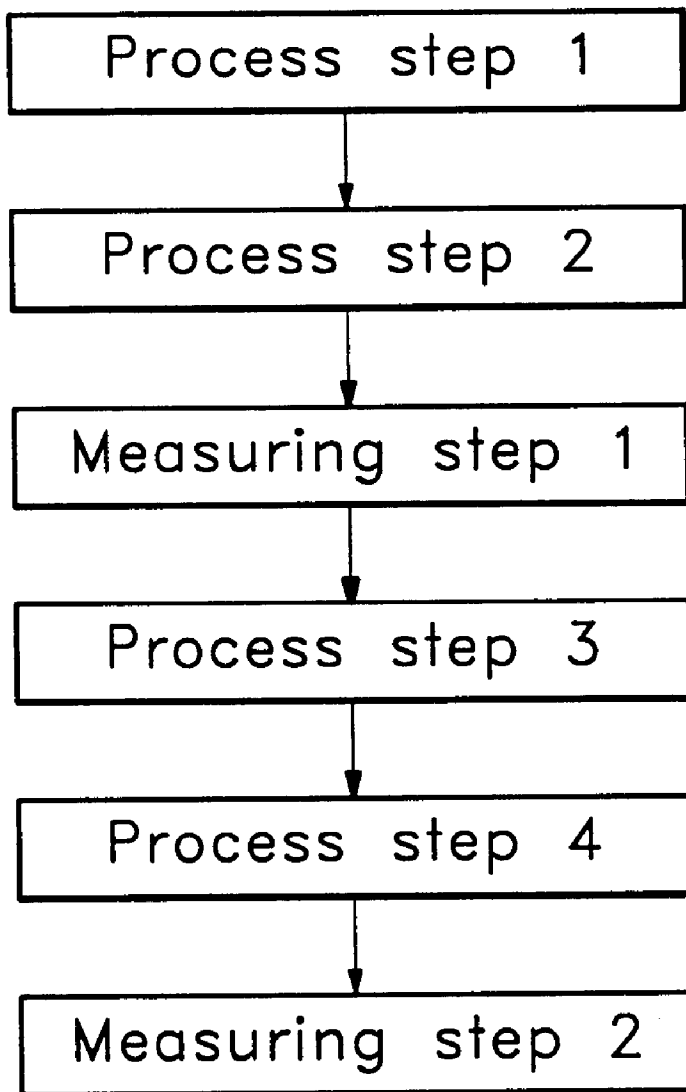 Process step 1
Process step 2
Measuring step 1
Process step 3
Process step 4
Measuring step 2